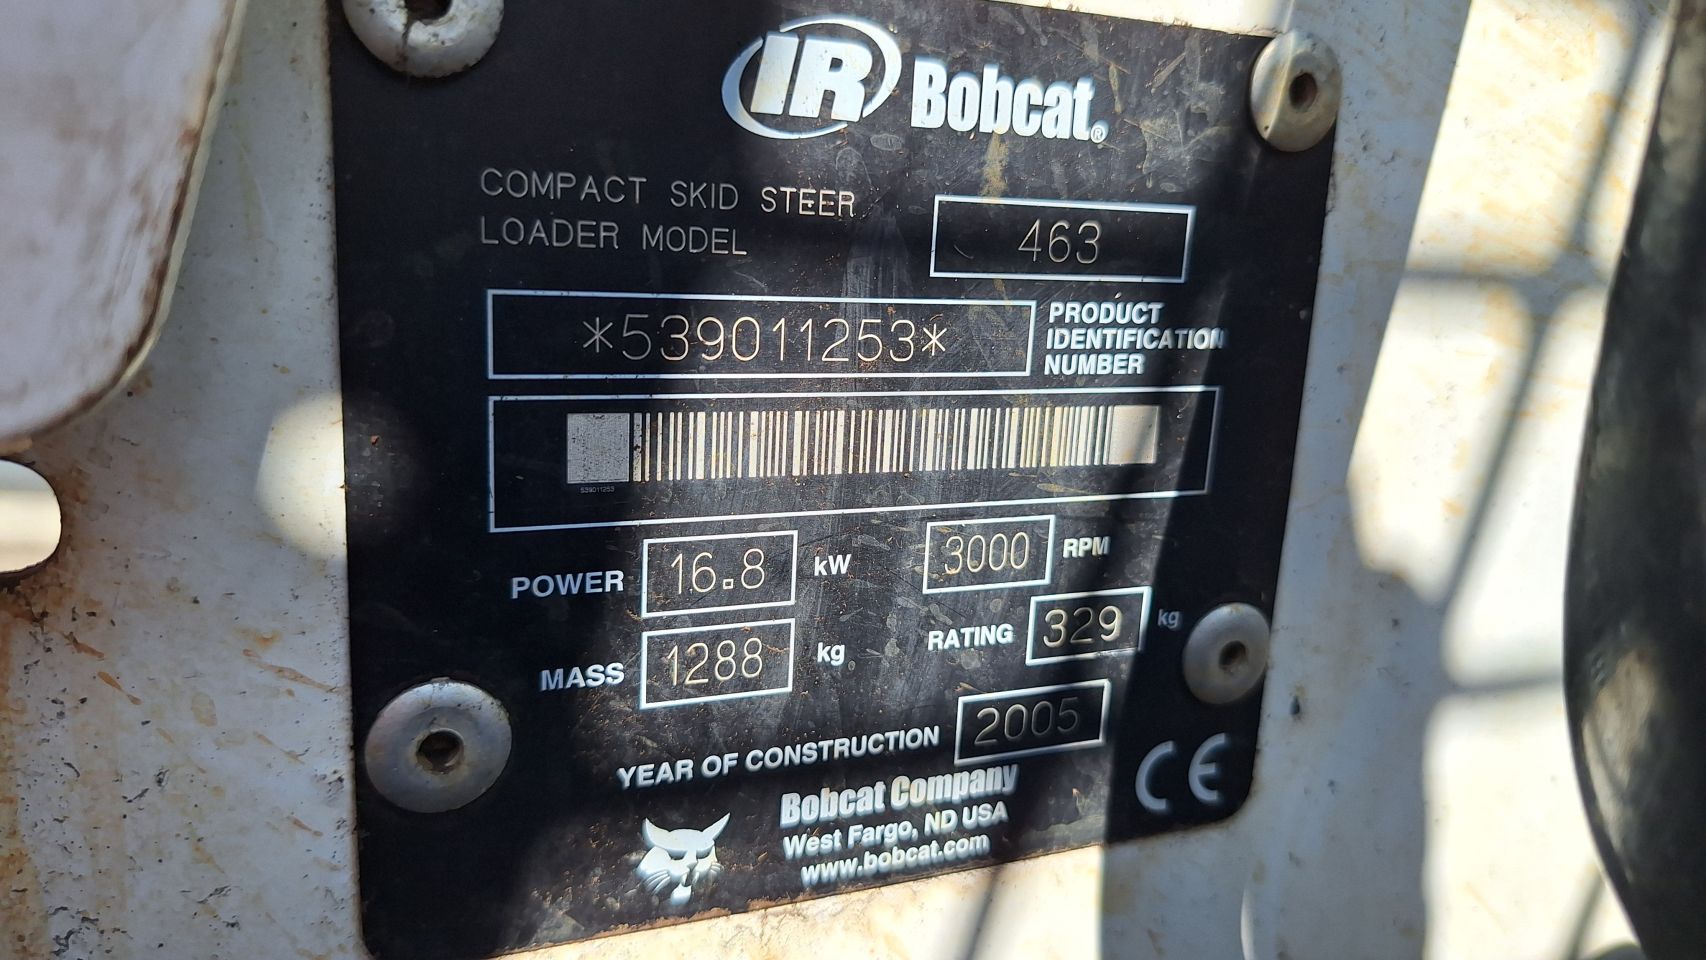 IR Bobcat®
COMPACT SKID STEER
LOADER MODEL
463
*539011253*
PRODUCT
IDENTIFICATION
NUMBER
539011253
POWER 16.8 kW 3000 RPM
MASS 1288 kg RATING 329 kg
YEAR OF CONSTRUCTION 2005
CE
Bobcat Company
West Fargo, ND USA
www.bobcat.com